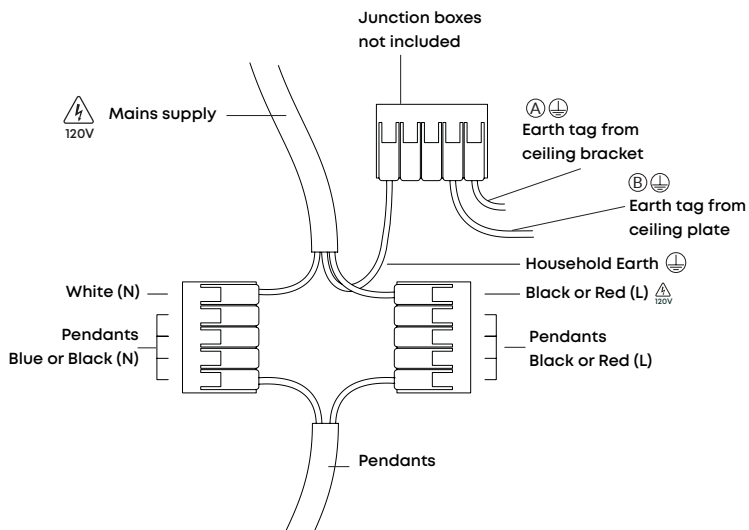 Junction boxes
not included
Mains supply
120V
Ⓐ
Earth tag from
ceiling bracket
Ⓑ
Earth tag from
ceiling plate
Household Earth
White (N)
Black or Red (L)
120V
Pendants
Blue or Black (N)
Pendants
Black or Red (L)
Pendants